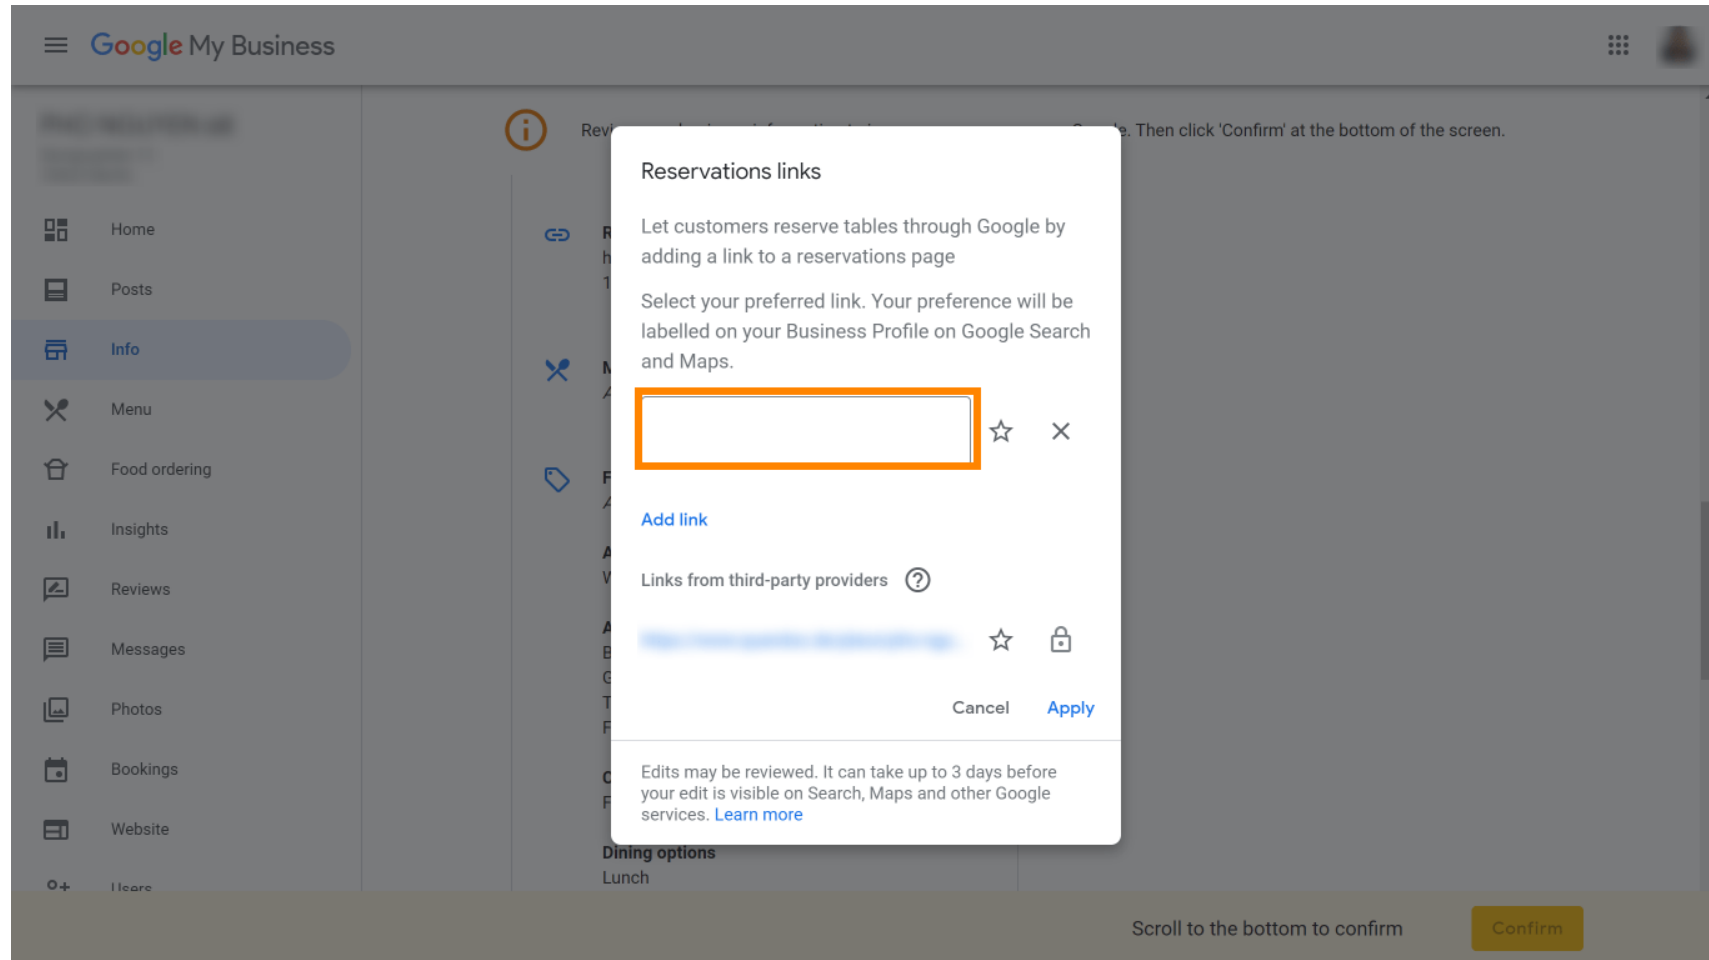 Google My Business
Home
Posts
Info
Menu
Food ordering
Insights
Reviews
Messages
Photos
Bookings
Website
Users
. Then click 'Confirm' at the bottom of the screen.
Reservations links
Let customers reserve tables through Google by
adding a link to a reservations page
Select your preferred link. Your preference will be
labelled on your Business Profile on Google Search
and Maps.
Add link
Links from third-party providers
Cancel
Apply
Edits may be reviewed. It can take up to 3 days before
your edit is visible on Search, Maps and other Google
services. Learn more
Dining options
Lunch
Scroll to the bottom to confirm
Confirm